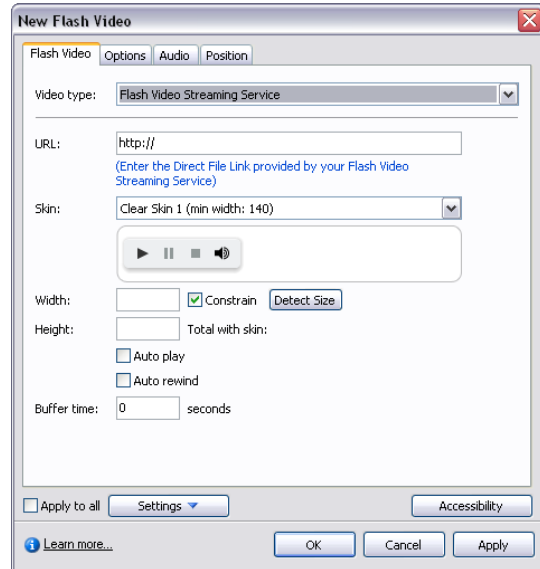 New Flash Video
Flash Video Options Audio Position
Video type: Flash Video Streaming Service
URL: http://
(Enter the Direct File Link provided by your Flash Video
Streaming Service)
Skin: Clear Skin 1 (min width: 140)
Width: Constrain Detect Size
Height: Total with skin:
Auto play
Auto rewind
Buffer time: 0 seconds
Apply to all Settings Accessibility
Learn more... OK Cancel Apply